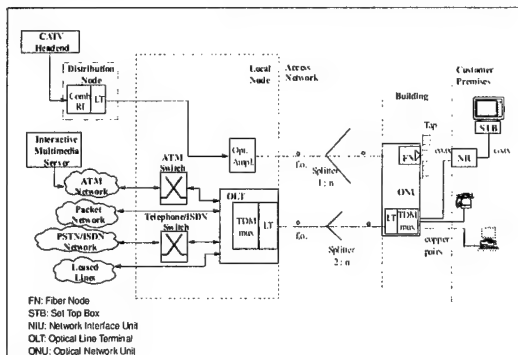 CATV
Headend
Distribution
Node
Comb
RF
LT
Local
Node
Access
Network
Building
Customer
Premises
Interactive
Multimedia
Server
ATM
Switch
Opt.
Ampl.
f.o.
Splitter
1 : n
Tap
FN
coax
NIU
STB
coax
ONU
ATM
Network
Packet
Network
Telephone/ISDN
Switch
PSTN/ISDN
Network
Leased
Lines
OLT
TDM
mux
LT
f.o.
Splitter
2 : n
LT
TDM
mux
copper
pairs
FN: Fiber Node
STB: Set Top Box
NIU: Network Interface Unit
OLT: Optical Line Terminal
ONU: Optical Network Unit